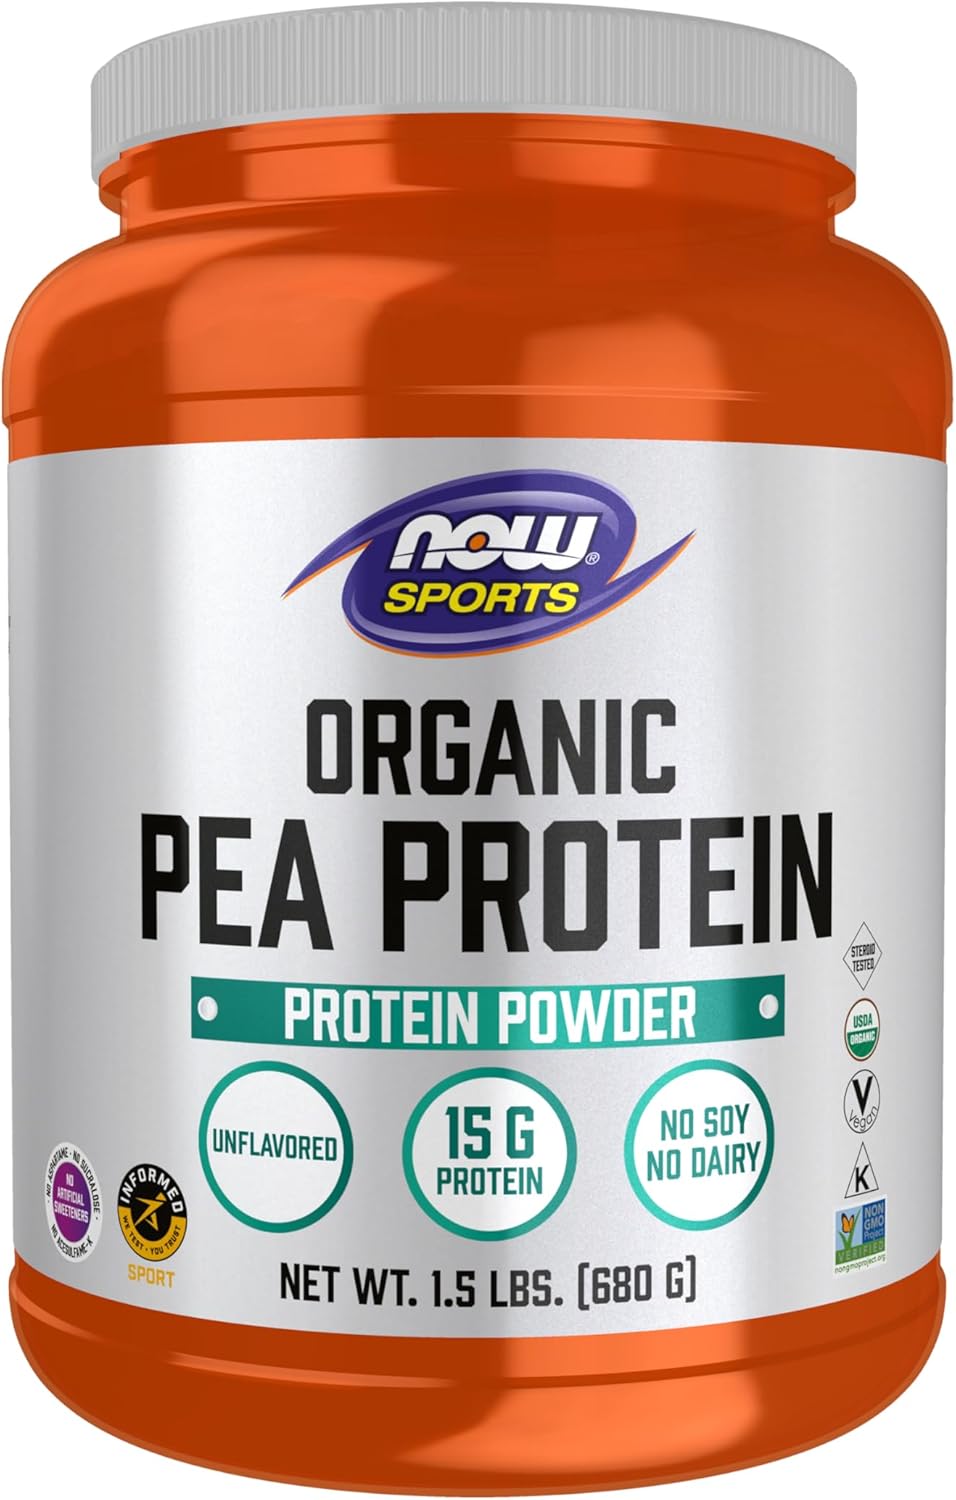 NOW®
SPORTS
ORGANIC
PEA PROTEIN
PROTEIN POWDER
UNFLAVORED
15 G
PROTEIN
NO SOY
NO DAIRY
STEROID
TESTED
USDA
ORGANIC
V
vegan
K
NON
GMO
Project
VERIFIED
nongmoproject.org
NO ASPARTAME · NO SUCRALOSE · NO ACESULFAME-K
NO
ARTIFICIAL
SWEETENERS
INFORMED
WE TEST · YOU TRUST
SPORT
NET WT. 1.5 LBS. (680 G)